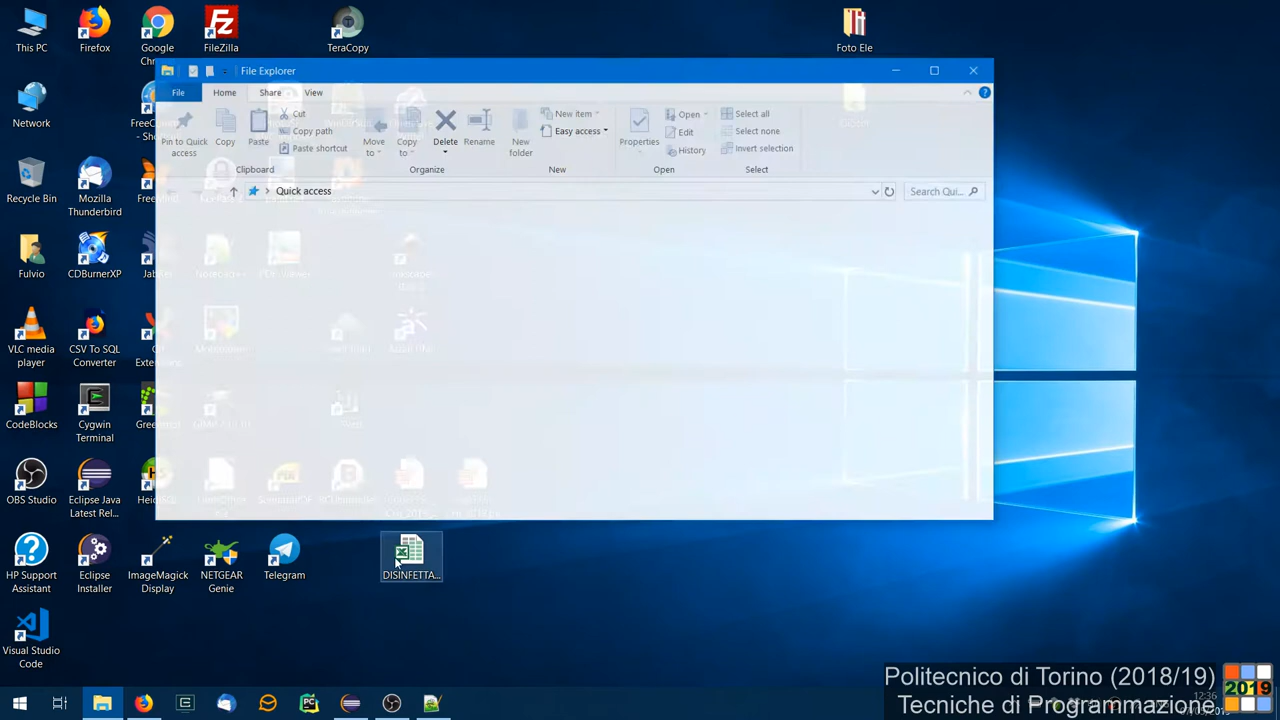 This PC
Firefox
Google
Chr...
FileZilla
TeraCopy
Foto Ele
File Explorer
File
Home
Share
View
Network
Pin to Quick
access
Copy
Paste
Cut
Copy path
Paste shortcut
Clipboard
Move
to
Copy
to
Delete
Rename
Organize
New
folder
New item
Easy access
New
Properties
Open
Edit
History
Open
Select all
Select none
Invert selection
Select
Quick access
Search Qui...
Recycle Bin
Mozilla
Thunderbird
Fulvio
CDBurnerXP
VLC media
player
CSV To SQL
Converter
CodeBlocks
Cygwin
Terminal
OBS Studio
Eclipse Java
Latest Rel...
HP Support
Assistant
Eclipse
Installer
ImageMagick
Display
NETGEAR
Genie
Telegram
DISINFETTA...
Visual Studio
Code
Politecnico di Torino (2018/19)
Tecniche di Programmazione
2019
12:36